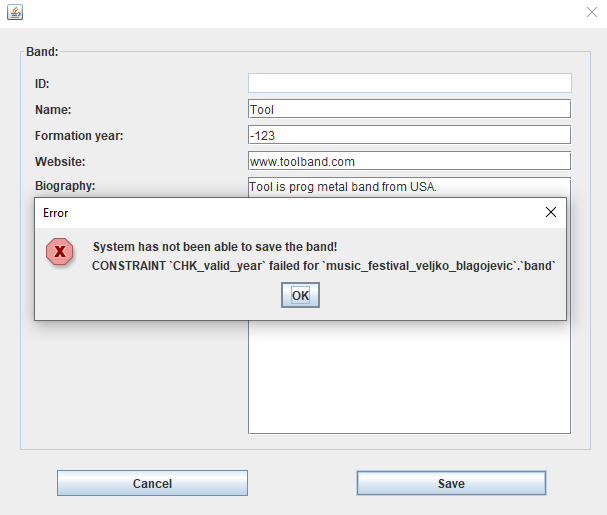 Band:
ID:
Name: Tool
Formation year: -123
Website: www.toolband.com
Biography: Tool is prog metal band from USA.
Error
System has not been able to save the band!
CONSTRAINT `CHK_valid_year` failed for `music_festival_veljko_blagojevic`.`band`
OK
Cancel Save